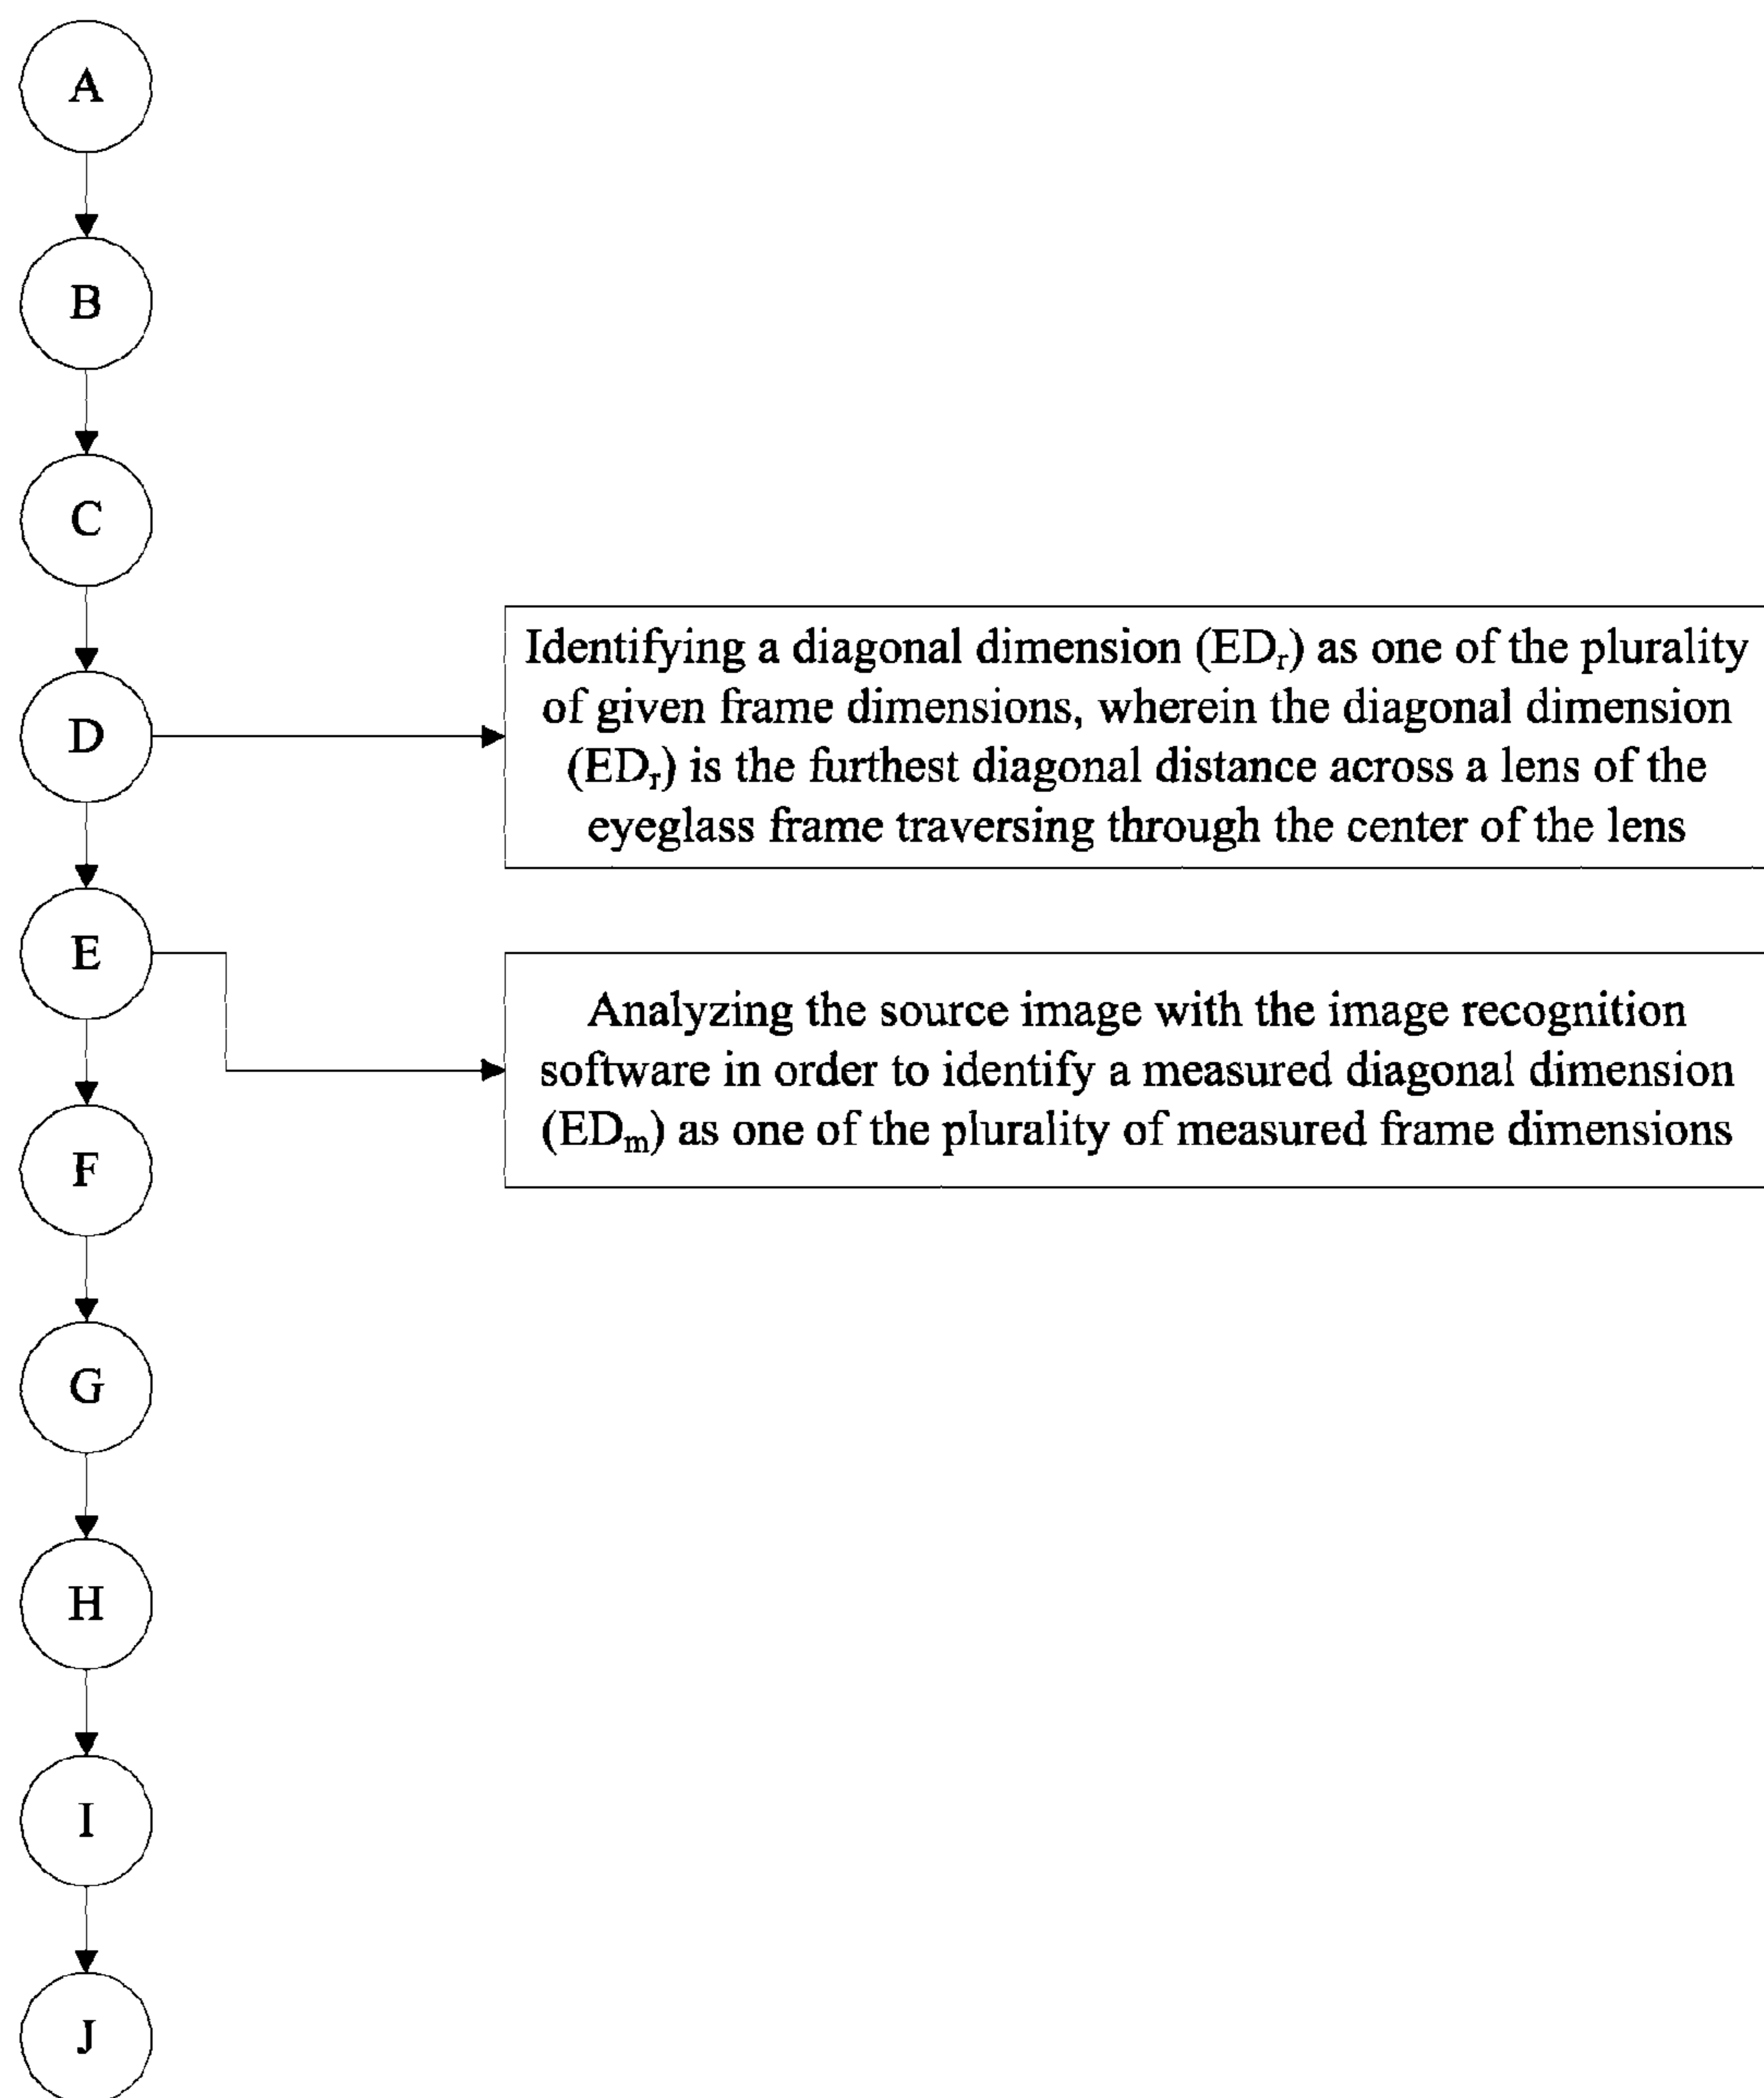 A
B
C
D
Identifying a diagonal dimension (EDᵣ) as one of the plurality
of given frame dimensions, wherein the diagonal dimension
(EDᵣ) is the furthest diagonal distance across a lens of the
eyeglass frame traversing through the center of the lens
E
Analyzing the source image with the image recognition
software in order to identify a measured diagonal dimension
(EDₘ) as one of the plurality of measured frame dimensions
F
G
H
I
J